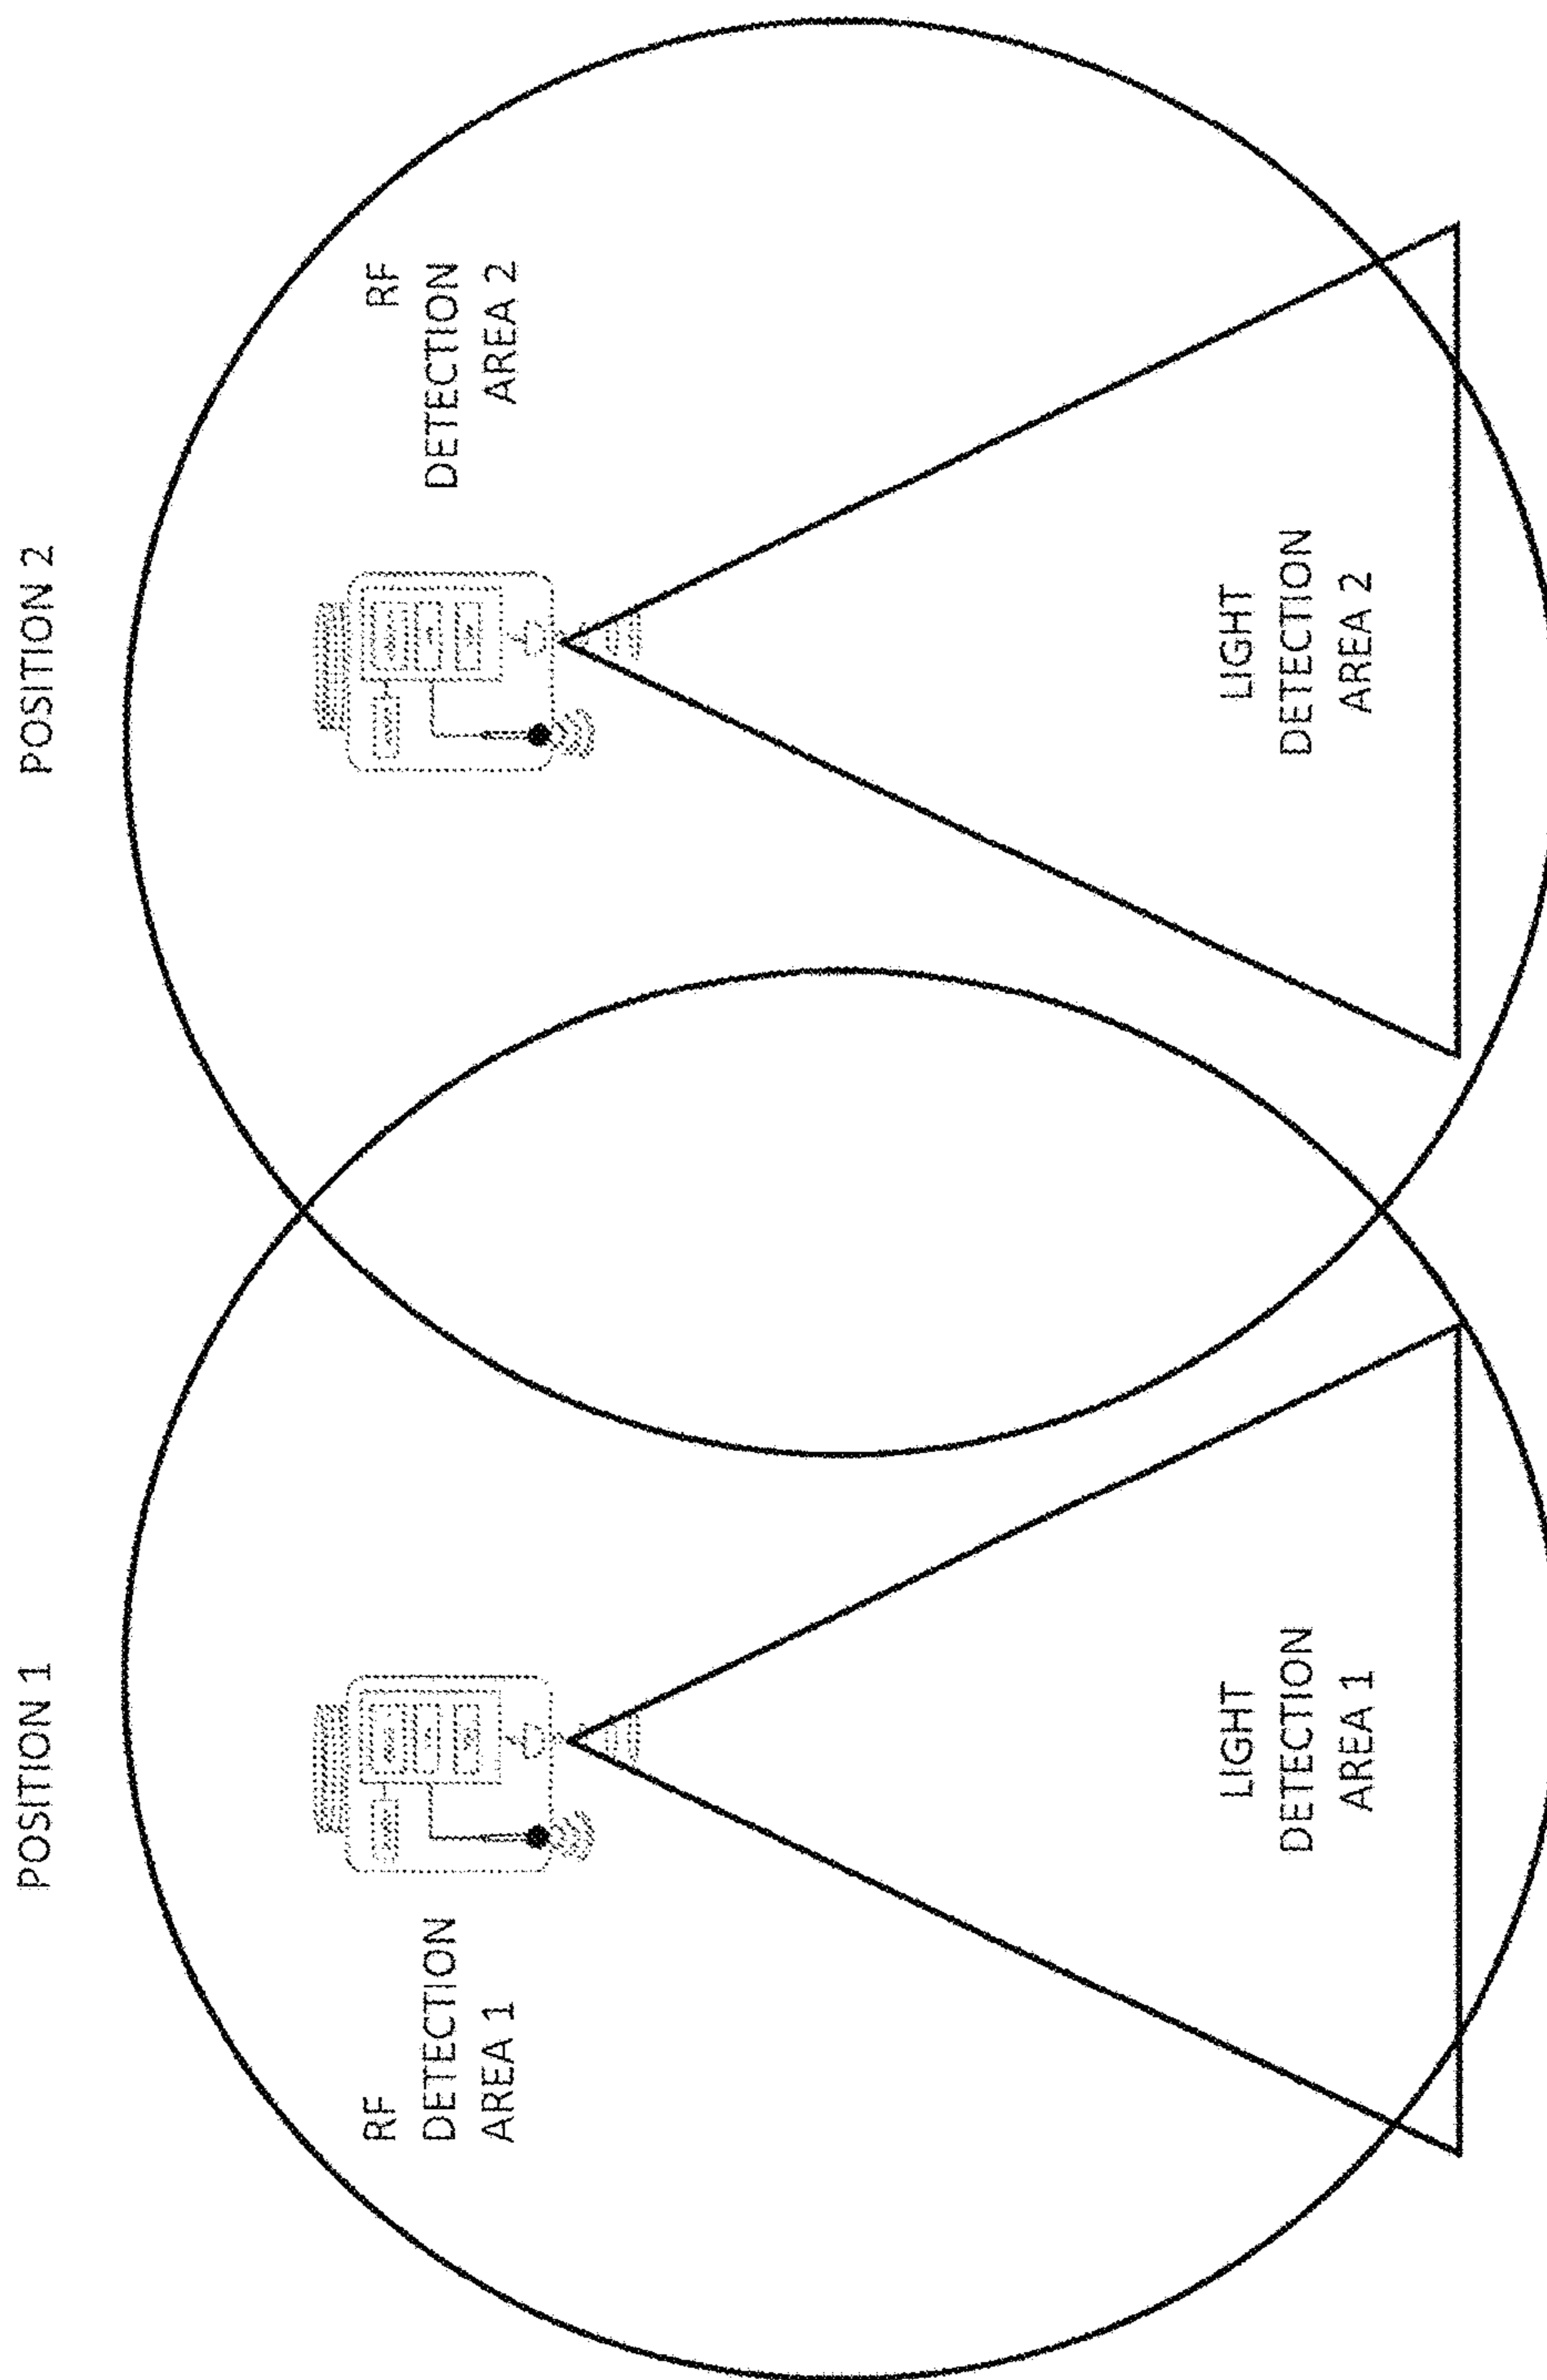 POSITION 1
POSITION 2
RF
DETECTION
AREA 1
RF
DETECTION
AREA 2
LIGHT
DETECTION
AREA 1
LIGHT
DETECTION
AREA 2